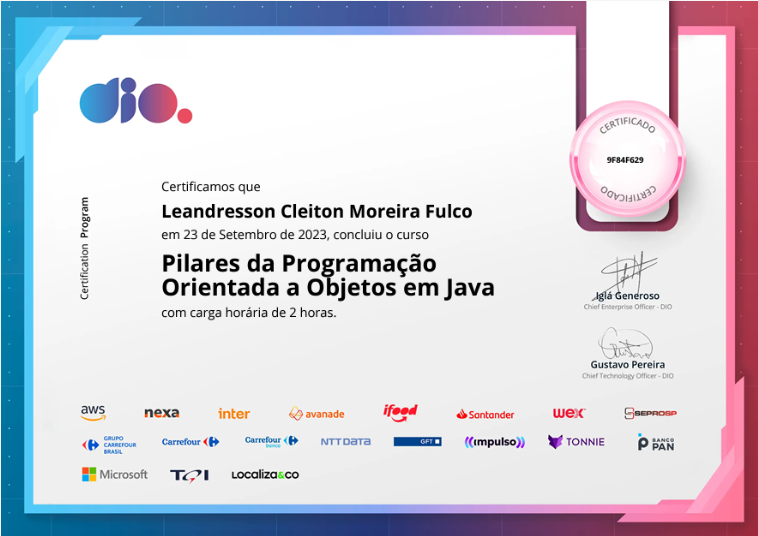 dio.
CERTIFICADO
9F84F629
CERTIFICADO
Certification Program
Certificamos que
Leandresson Cleiton Moreira Fulco
em 23 de Setembro de 2023, concluiu o curso
Pilares da Programação
Orientada a Objetos em Java
com carga horária de 2 horas.
Iglá Generoso
Chief Enterprise Officer - DIO
Gustavo Pereira
Chief Technology Officer - DIO
aws nexa inter avanade ifood Santander wex SEPROSP
GRUPO CARREFOUR BRASIL Carrefour Carrefour banco NTT DATA GFT impulso TONNIE BANCO PAN
Microsoft TQI Localiza&co